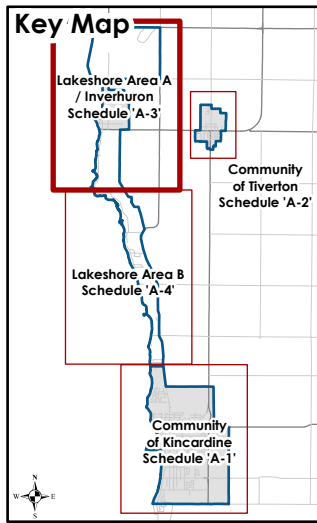 Key Map
Lakeshore Area A
/ Inverhuron
Schedule 'A-3'
Community
of Tiverton
Schedule 'A-2'
Lakeshore Area B
Schedule 'A-4'
Community
of Kincardine
Schedule 'A-1'
N
W E
S